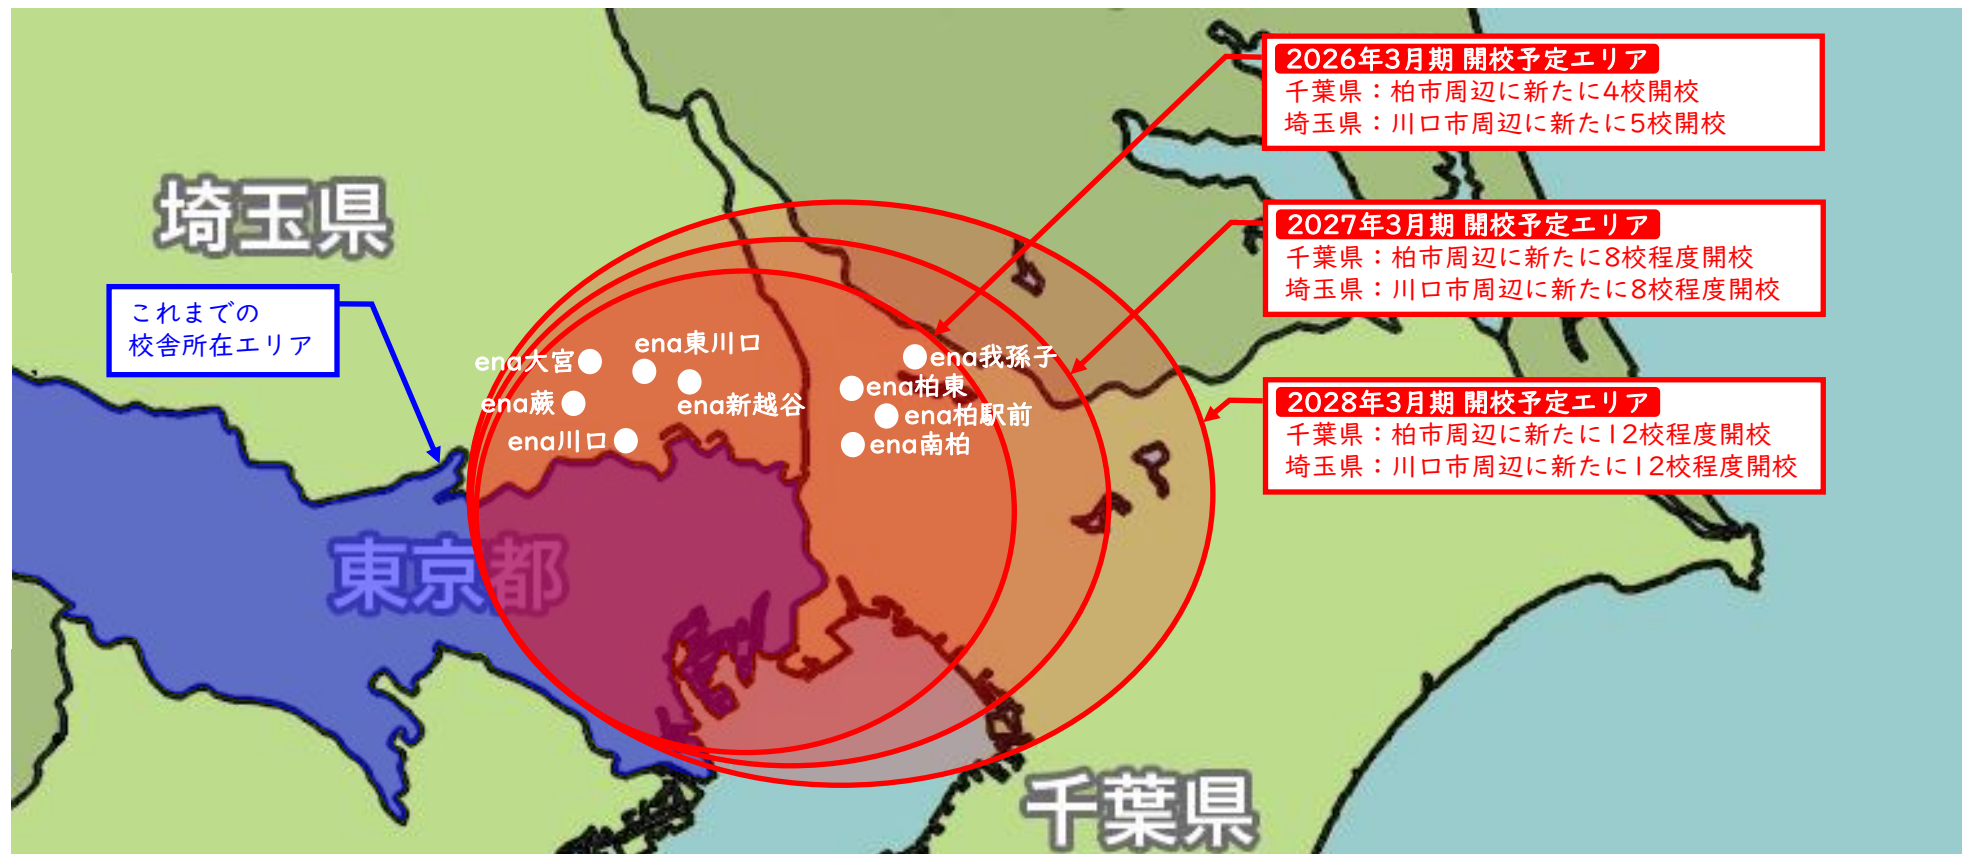 2026年3月期 開校予定エリア
千葉県：柏市周辺に新たに4校開校
埼玉県：川口市周辺に新たに5校開校
埼玉県
2027年3月期 開校予定エリア
千葉県：柏市周辺に新たに8校程度開校
埼玉県：川口市周辺に新たに8校程度開校
これまでの
校舎所在エリア
ena東川口
ena大宮
ena我孫子
ena柏東
ena蕨
ena新越谷
ena柏駅前
ena川口
ena南柏
2028年3月期 開校予定エリア
千葉県：柏市周辺に新たに12校程度開校
埼玉県：川口市周辺に新たに12校程度開校
東京都
千葉県